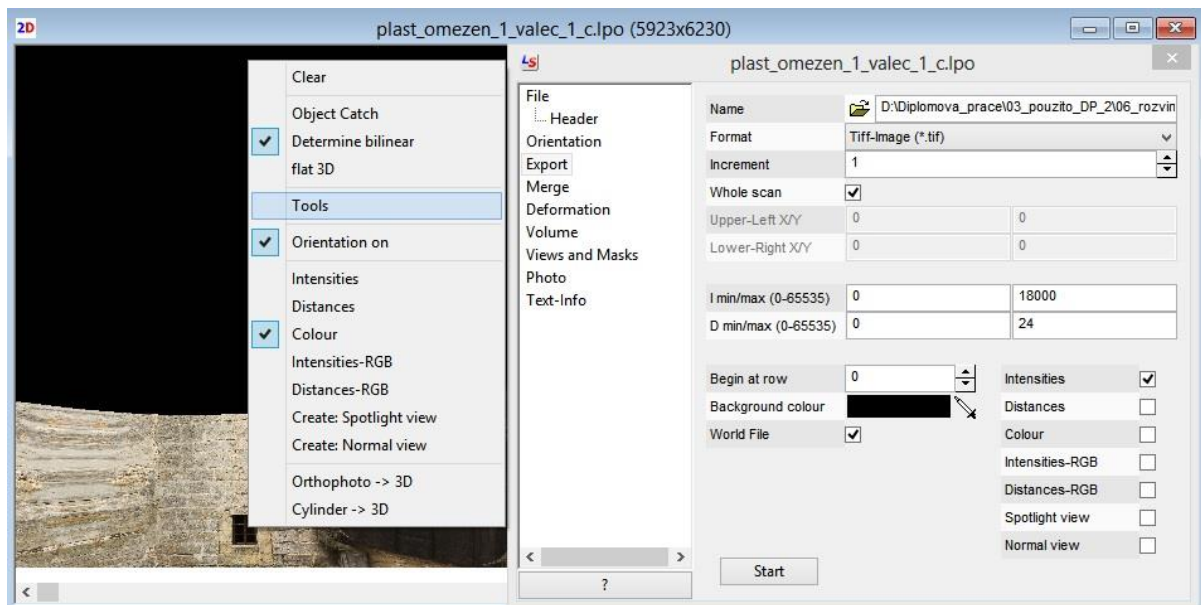 2D plast_omezen_1_valec_1_c.lpo (5923x6230)
Clear
Object Catch
Determine bilinear
flat 3D
Tools
Orientation on
Intensities
Distances
Colour
Intensities-RGB
Distances-RGB
Create: Spotlight view
Create: Normal view
Orthophoto -> 3D
Cylinder -> 3D
LS plast_omezen_1_valec_1_c.lpo
File
Header
Orientation
Export
Merge
Deformation
Volume
Views and Masks
Photo
Text-Info
?
Name D:\Diplomova_prace\03_pouzito_DP_2\06_rozvin
Format Tiff-Image (*.tif)
Increment 1
Whole scan
Upper-Left X/Y 0 0
Lower-Right X/Y 0 0
I min/max (0-65535) 0 18000
D min/max (0-65535) 0 24
Begin at row 0
Background colour
World File
Intensities
Distances
Colour
Intensities-RGB
Distances-RGB
Spotlight view
Normal view
Start